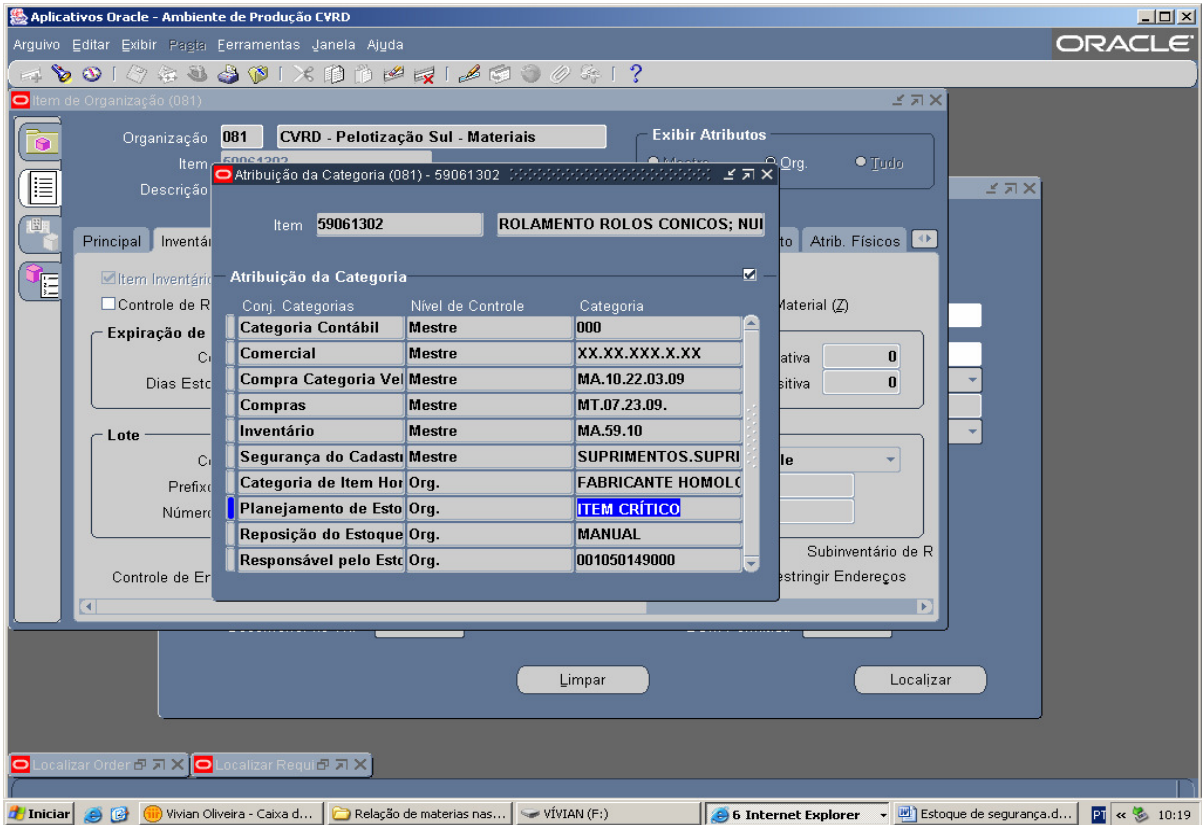 Aplicativos Oracle - Ambiente de Produção CVRD
Arquivo Editar Exibir Pasta Ferramentas Janela Ajuda
ORACLE
Item de Organização (081)
Organização 081 CVRD - Pelotização Sul - Materiais
Exibir Atributos
Item 59061302
Mestre Org. Tudo
Descrição
Atribuição da Categoria (081) - 59061302
Item 59061302 ROLAMENTO ROLOS CONICOS; NUI
Principal Inventá
to Atrib. Físicos
Item Inventário
Controle de R
Material (Z)
Expiração de
Dias Esto
ativa 0
sitiva 0
Lote
Prefixo
Número
le
Subinventário de R
Controle de En
estringir Endereços
Atribuição da Categoria
Conj. Categorias Nível de Controle Categoria
Categoria Contábil Mestre 000
Comercial Mestre XX.XX.XXX.X.XX
Compra Categoria Vel Mestre MA.10.22.03.09
Compras Mestre MT.07.23.09.
Inventário Mestre MA.59.10
Segurança do Cadastr Mestre SUPRIMENTOS.SUPRI
Categoria de Item Hor Org. FABRICANTE HOMOLO
Planejamento de Esto Org. ITEM CRÍTICO
Reposição do Estoque Org. MANUAL
Responsável pelo Esto Org. 001050149000
Limpar Localizar
Localizar Order Localizar Requi
Iniciar Vivian Oliveira - Caixa d... Relação de materias nas... VÍVIAN (F:) 6 Internet Explorer Estoque de segurança.d... PT « 10:19